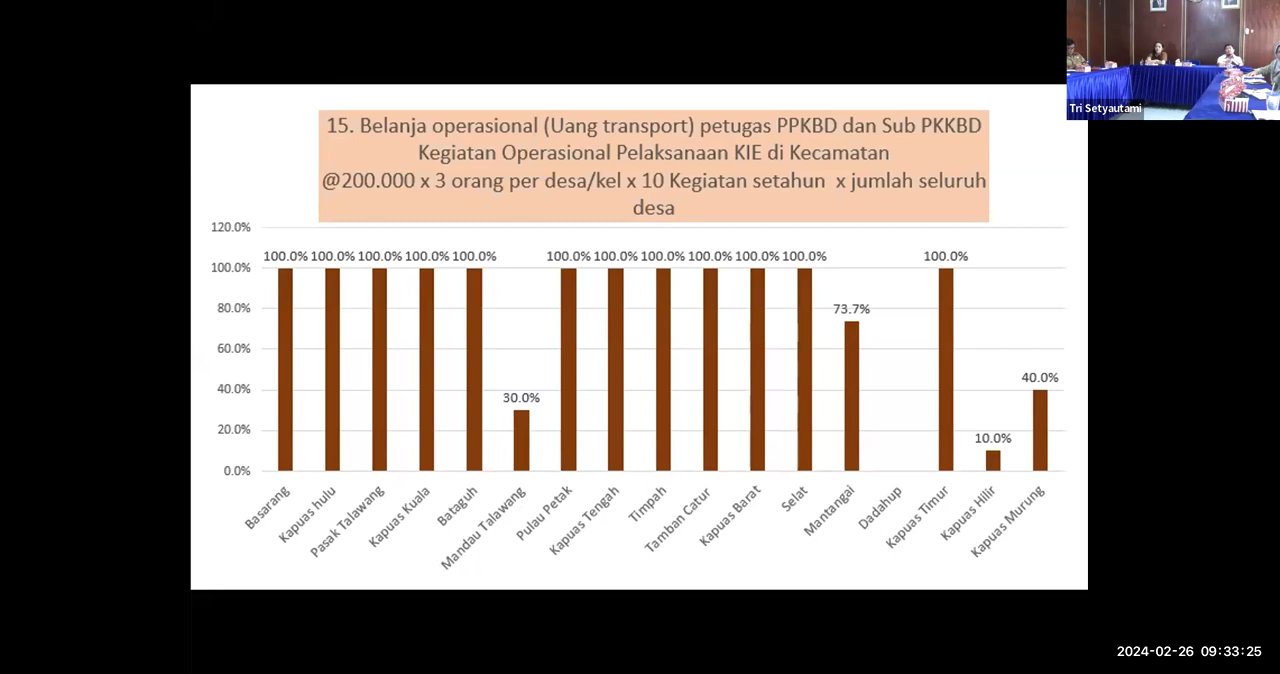 Tri Setyautami
15. Belanja operasional (Uang transport) petugas PPKBD dan Sub PKKBD
Kegiatan Operasional Pelaksanaan KIE di Kecamatan
@200.000 x 3 orang per desa/kel x 10 Kegiatan setahun x jumlah seluruh
desa
120.0%
100.0% 100.0% 100.0% 100.0% 100.0% 100.0% 100.0% 100.0% 100.0% 100.0% 100.0% 100.0%
100.0%
80.0%
73.7%
60.0%
40.0%
40.0%
30.0%
20.0%
10.0%
0.0%
Basarang
Kapuas hulu
Pasak Talawang
Kapuas Kuala
Bataguh
Mandau Talawang
Pulau Petak
Kapuas Tengah
Timpah
Tamban Catur
Kapuas Barat
Selat
Mantangai
Dadahup
Kapuas Timur
Kapuas Hilir
Kapuas Murung
2024-02-26 09:33:25